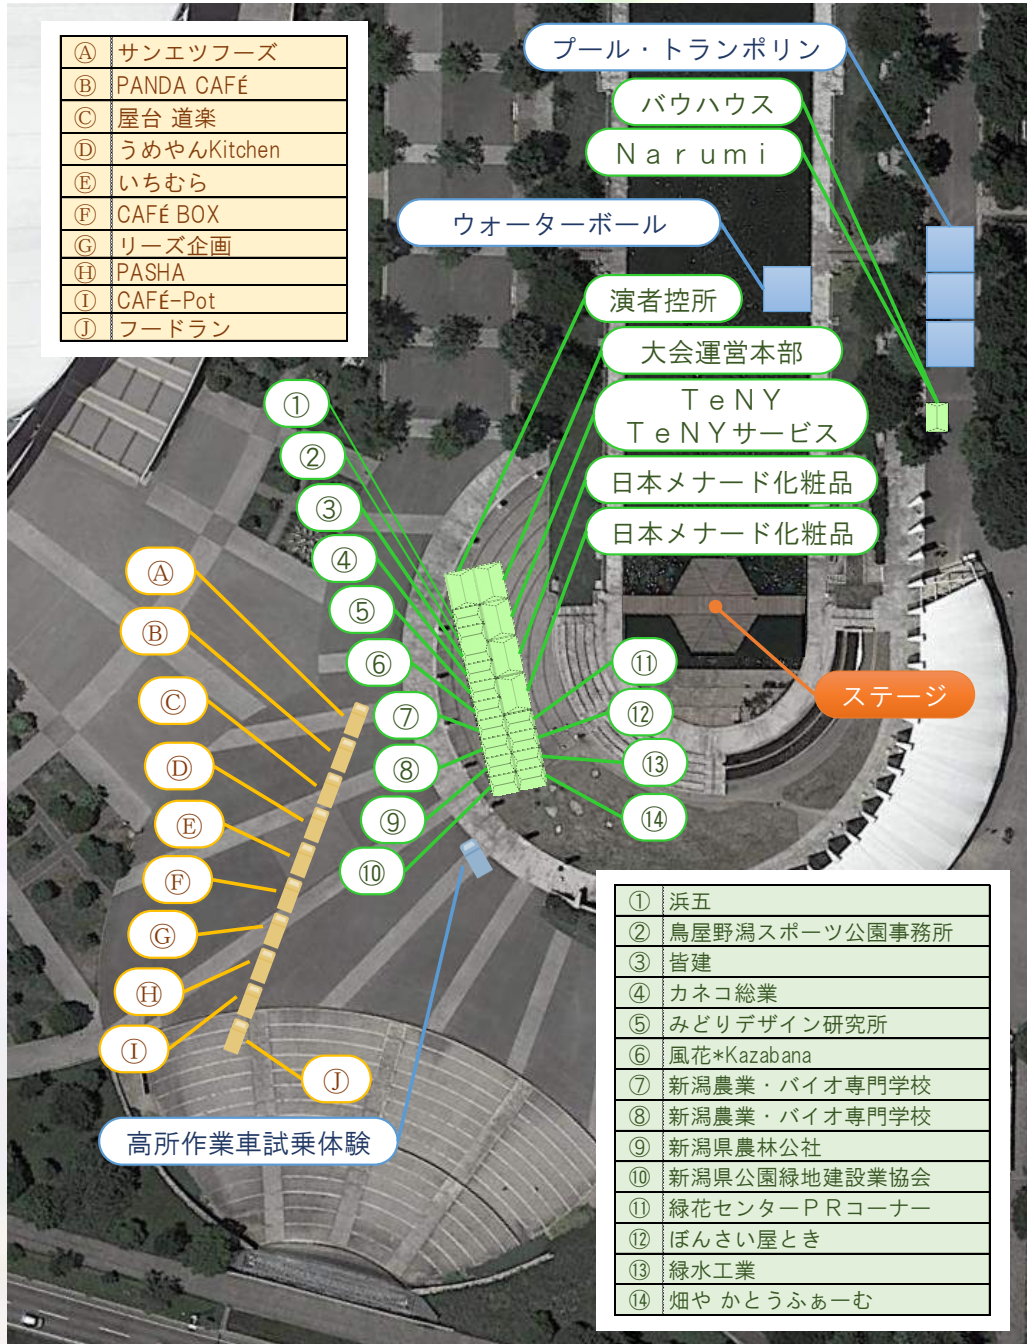 Ⓐ サンエツフーズ
Ⓑ PANDA CAFÉ
Ⓒ 屋台 道楽
Ⓓ うめやんKitchen
Ⓔ いちむら
Ⓕ CAFÉ BOX
Ⓖ リーズ企画
Ⓗ PASHA
Ⓘ CAFÉ-Pot
Ⓙ フードラン
プール・トランポリン
バウハウス
Ｎａｒｕｍｉ
ウォーターボール
演者控所
大会運営本部
ＴｅＮＹ
ＴｅＮＹサービス
日本メナード化粧品
日本メナード化粧品
①
②
③
④
⑤
⑥
⑦
⑧
⑨
⑩
⑪
⑫
⑬
⑭
Ⓐ
Ⓑ
Ⓒ
Ⓓ
Ⓔ
Ⓕ
Ⓖ
Ⓗ
Ⓘ
Ⓙ
ステージ
高所作業車試乗体験
① 浜五
② 鳥屋野潟スポーツ公園事務所
③ 皆建
④ カネコ総業
⑤ みどりデザイン研究所
⑥ 風花*Kazabana
⑦ 新潟農業・バイオ専門学校
⑧ 新潟農業・バイオ専門学校
⑨ 新潟県農林公社
⑩ 新潟県公園緑地建設業協会
⑪ 緑花センターＰＲコーナー
⑫ ぼんさい屋とき
⑬ 緑水工業
⑭ 畑や かとうふぁーむ